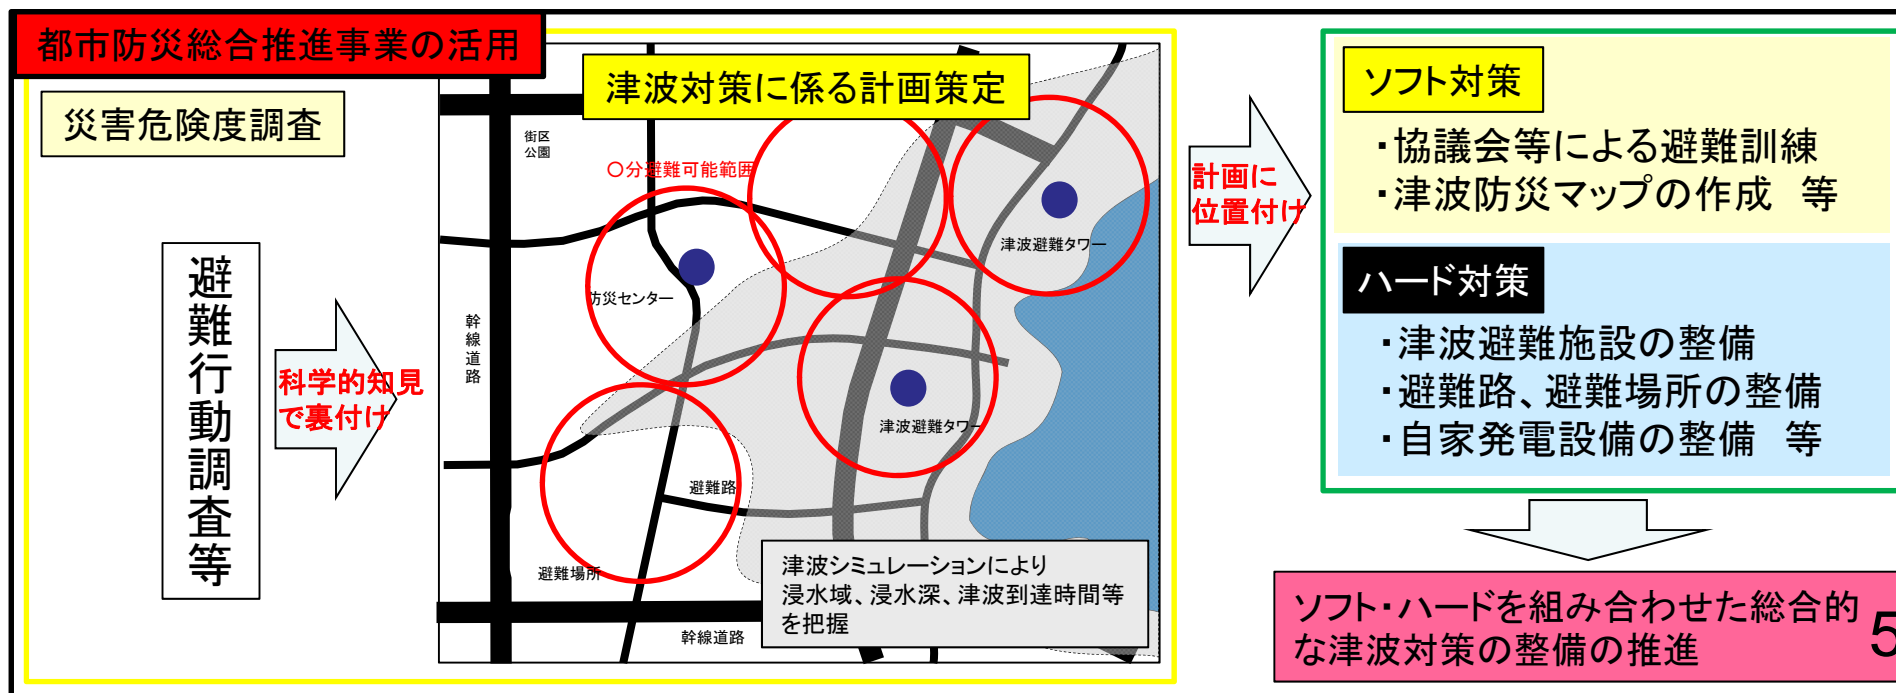 都市防災総合推進事業の活用
災害危険度調査
避難行動調査等
科学的知見
で裏付け
津波対策に係る計画策定
街区
公園
〇分避難可能範囲
防災センター
津波避難タワー
幹線道路
津波避難タワー
避難路
避難場所
幹線道路
津波シミュレーションにより
浸水域、浸水深、津波到達時間等
を把握
計画に
位置付け
ソフト対策
・協議会等による避難訓練
・津波防災マップの作成　等
ハード対策
・津波避難施設の整備
・避難路、避難場所の整備
・自家発電設備の整備　等
ソフト・ハードを組み合わせた総合的
な津波対策の整備の推進
5